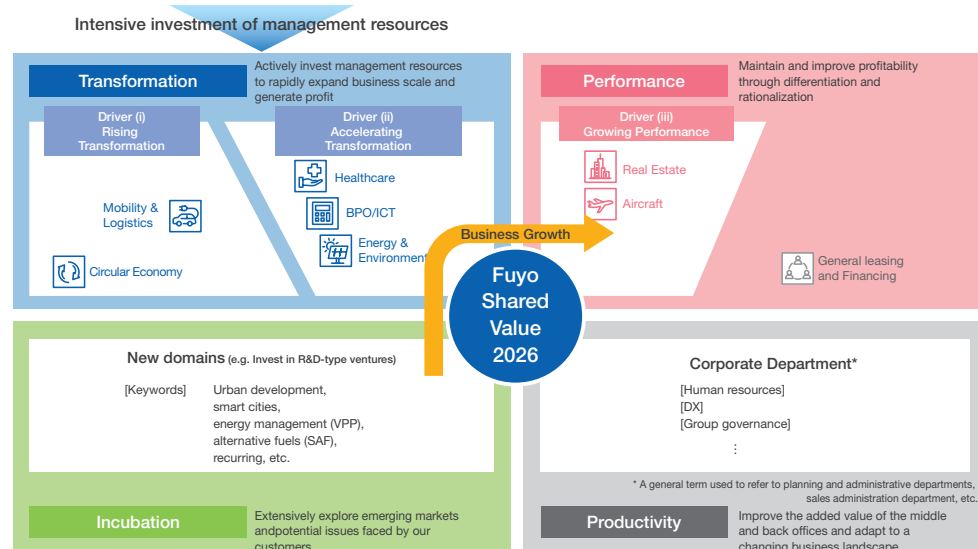 Intensive investment of management resources
Transformation
Actively invest management resources
to rapidly expand business scale and
generate profit
Driver (i)
Rising
Transformation
Driver (ii)
Accelerating
Transformation
Healthcare
Mobility &
Logistics
BPO/ICT
Energy &
Environment
Circular Economy
Performance
Maintain and improve profitability
through differentiation and
rationalization
Driver (iii)
Growing Performance
Real Estate
Aircraft
General leasing
and Financing
Business Growth
Fuyo
Shared
Value
2026
New domains (e.g. Invest in R&D-type ventures)
[Keywords]
Urban development,
smart cities,
energy management (VPP),
alternative fuels (SAF),
recurring, etc.
Incubation
Extensively explore emerging markets
andpotential issues faced by our
customers
Corporate Department*
[Human resources]
[DX]
[Group governance]
⋮
* A general term used to refer to planning and administrative departments,
sales administration department, etc.
Productivity
Improve the added value of the middle
and back offices and adapt to a
changing business landscape